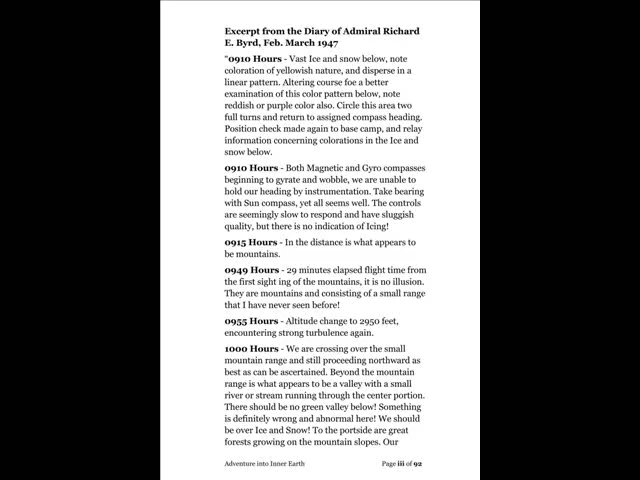 Excerpt from the Diary of Admiral Richard
E. Byrd, Feb. March 1947
“0910 Hours - Vast Ice and snow below, note
coloration of yellowish nature, and disperse in a
linear pattern. Altering course foe a better
examination of this color pattern below, note
reddish or purple color also. Circle this area two
full turns and return to assigned compass heading.
Position check made again to base camp, and relay
information concerning colorations in the Ice and
snow below.
0910 Hours - Both Magnetic and Gyro compasses
beginning to gyrate and wobble, we are unable to
hold our heading by instrumentation. Take bearing
with Sun compass, yet all seems well. The controls
are seemingly slow to respond and have sluggish
quality, but there is no indication of Icing!
0915 Hours - In the distance is what appears to
be mountains.
0949 Hours - 29 minutes elapsed flight time from
the first sight ing of the mountains, it is no illusion.
They are mountains and consisting of a small range
that I have never seen before!
0955 Hours - Altitude change to 2950 feet,
encountering strong turbulence again.
1000 Hours - We are crossing over the small
mountain range and still proceeding northward as
best as can be ascertained. Beyond the mountain
range is what appears to be a valley with a small
river or stream running through the center portion.
There should be no green valley below! Something
is definitely wrong and abnormal here! We should
be over Ice and Snow! To the portside are great
forests growing on the mountain slopes. Our
Adventure into Inner Earth Page iii of 92